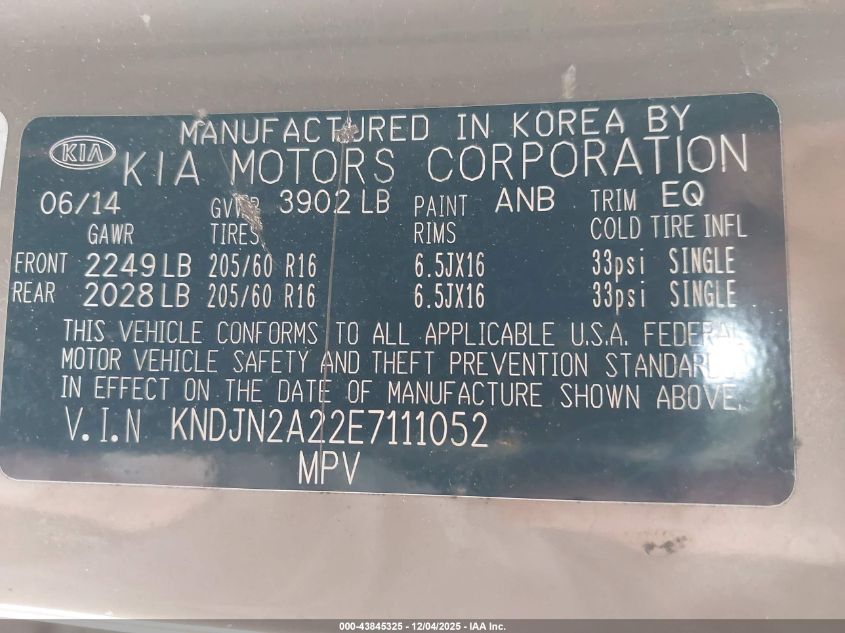 MANUFACTURED IN KOREA BY
KIA KIA MOTORS CORPORATION
06/14 GVWR 3902 LB PAINT ANB TRIM EQ
GAWR TIRES RIMS COLD TIRE INFL
FRONT 2249 LB 205/60 R16 6.5JX16 33psi SINGLE
REAR 2028 LB 205/60 R16 6.5JX16 33psi SINGLE
THIS VEHICLE CONFORMS TO ALL APPLICABLE U.S.A. FEDERAL
MOTOR VEHICLE SAFETY AND THEFT PREVENTION STANDARDS
IN EFFECT ON THE DATE OF MANUFACTURE SHOWN ABOVE.
V.I.N KNDJN2A22E7111052
MPV
000-43845325 - 12/04/2025 - IAA Inc.